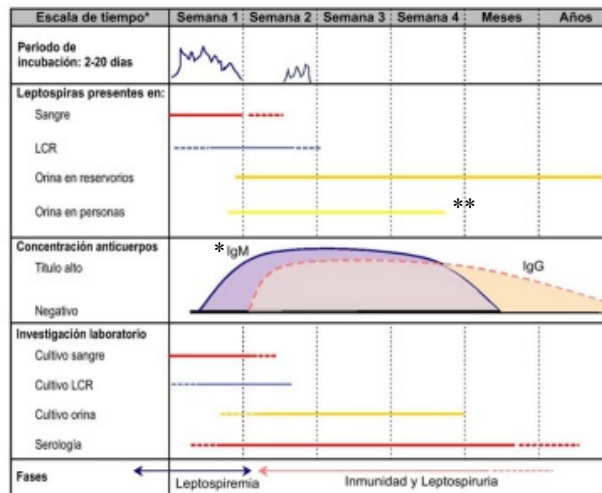 Escala de tiempo* Semana 1 Semana 2 Semana 3 Semana 4 Meses Años
Periodo de
incubación: 2-20 días
Leptospiras presentes en:
Sangre
LCR
Orina en reservorios
Orina en personas **
Concentración anticuerpos *IgM
Titulo alto IgG
Negativo
Investigación laboratorio
Cultivo sangre
Cultivo LCR
Cultivo orina
Serología
Fases Leptospiremia Inmunidad y Leptospiruria